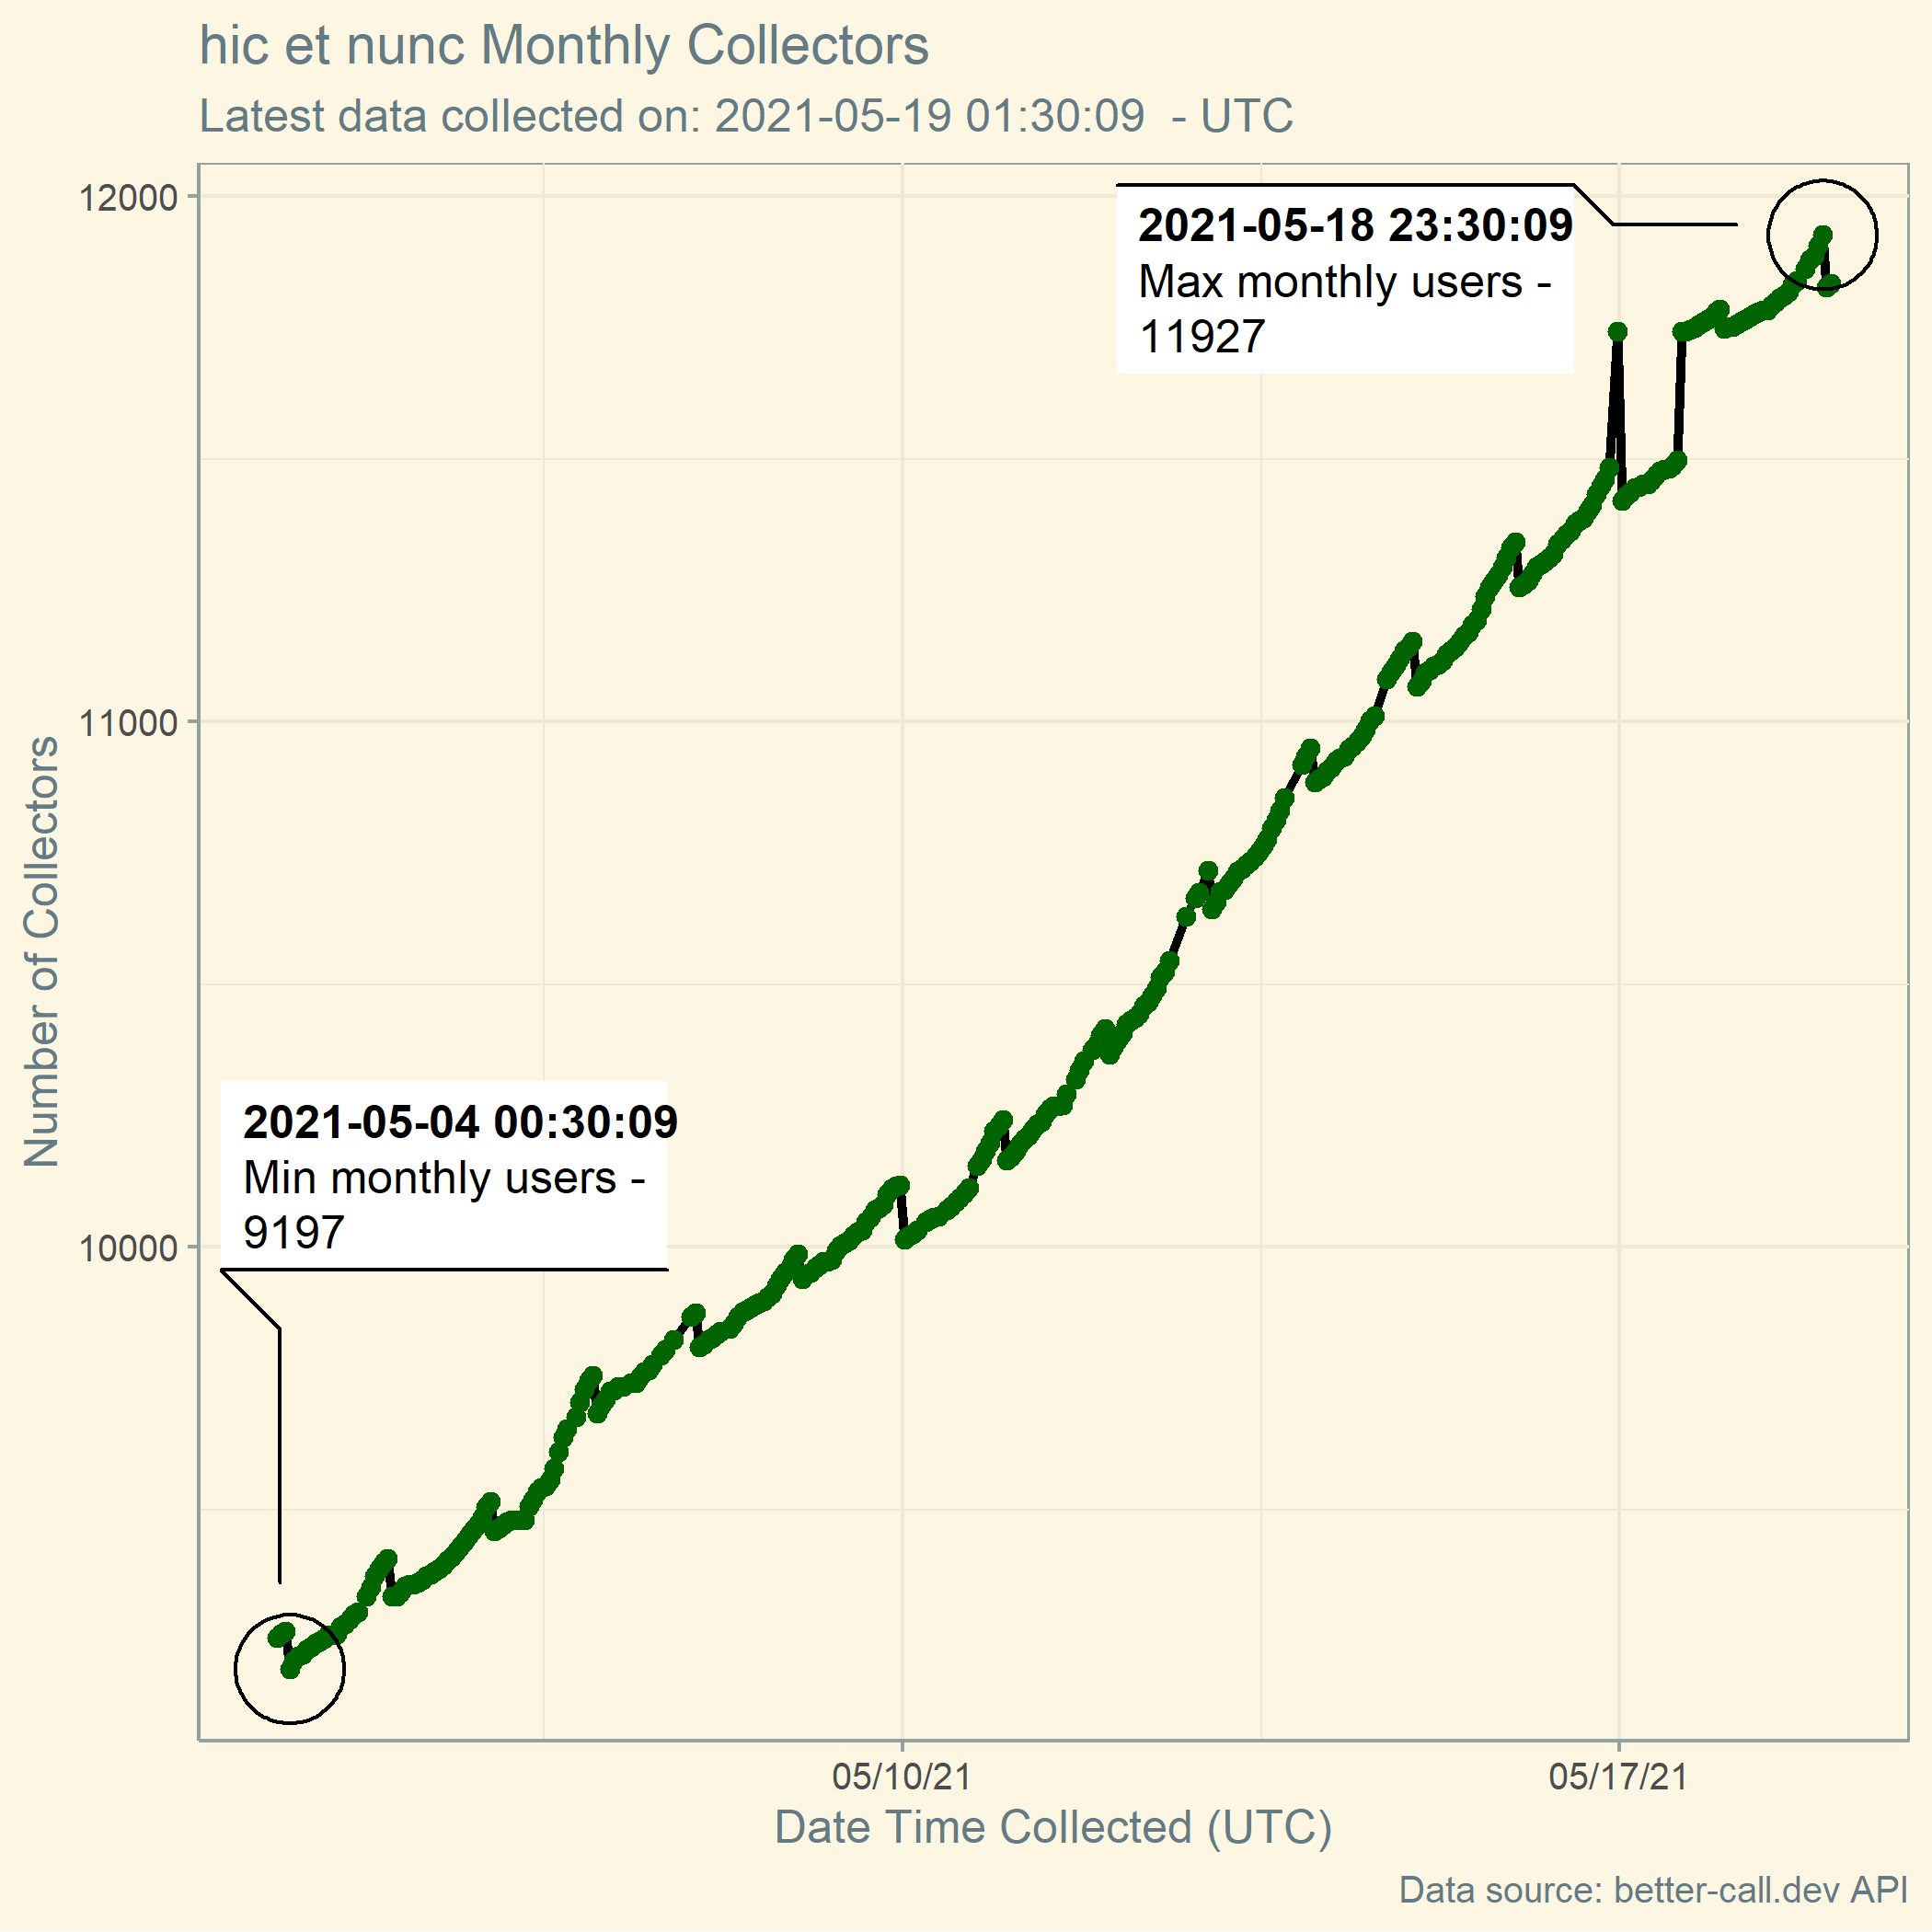 hic et nunc Monthly Collectors
Latest data collected on: 2021-05-19 01:30:09  - UTC
12000
2021-05-18 23:30:09
Max monthly users -
11927
11000
Number of Collectors
2021-05-04 00:30:09
Min monthly users -
9197
10000
05/10/21
05/17/21
Date Time Collected (UTC)
Data source: better-call.dev API